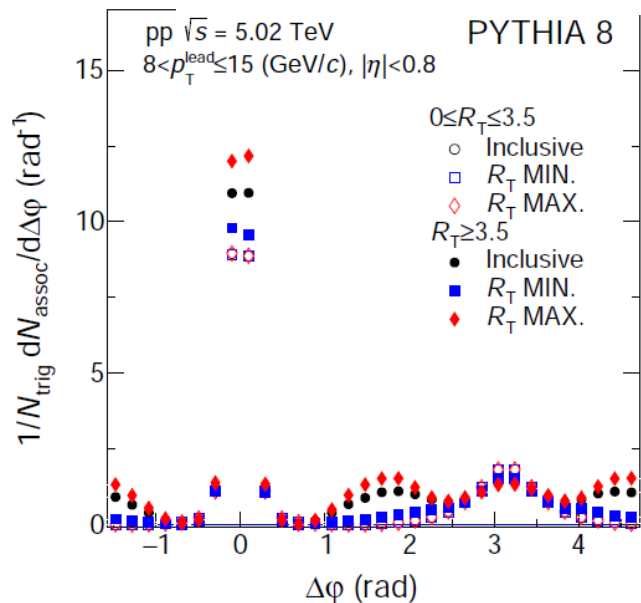 pp √s = 5.02 TeV
PYTHIA 8
8<p_T^lead≤15 (GeV/c), |η|<0.8
0≤R_T≤3.5
Inclusive
R_T MIN.
R_T MAX.
R_T≥3.5
Inclusive
R_T MIN.
R_T MAX.
1/N_trig dN_assoc/dΔφ (rad⁻¹)
15
10
5
0
−1 0 1 2 3 4
Δφ (rad)